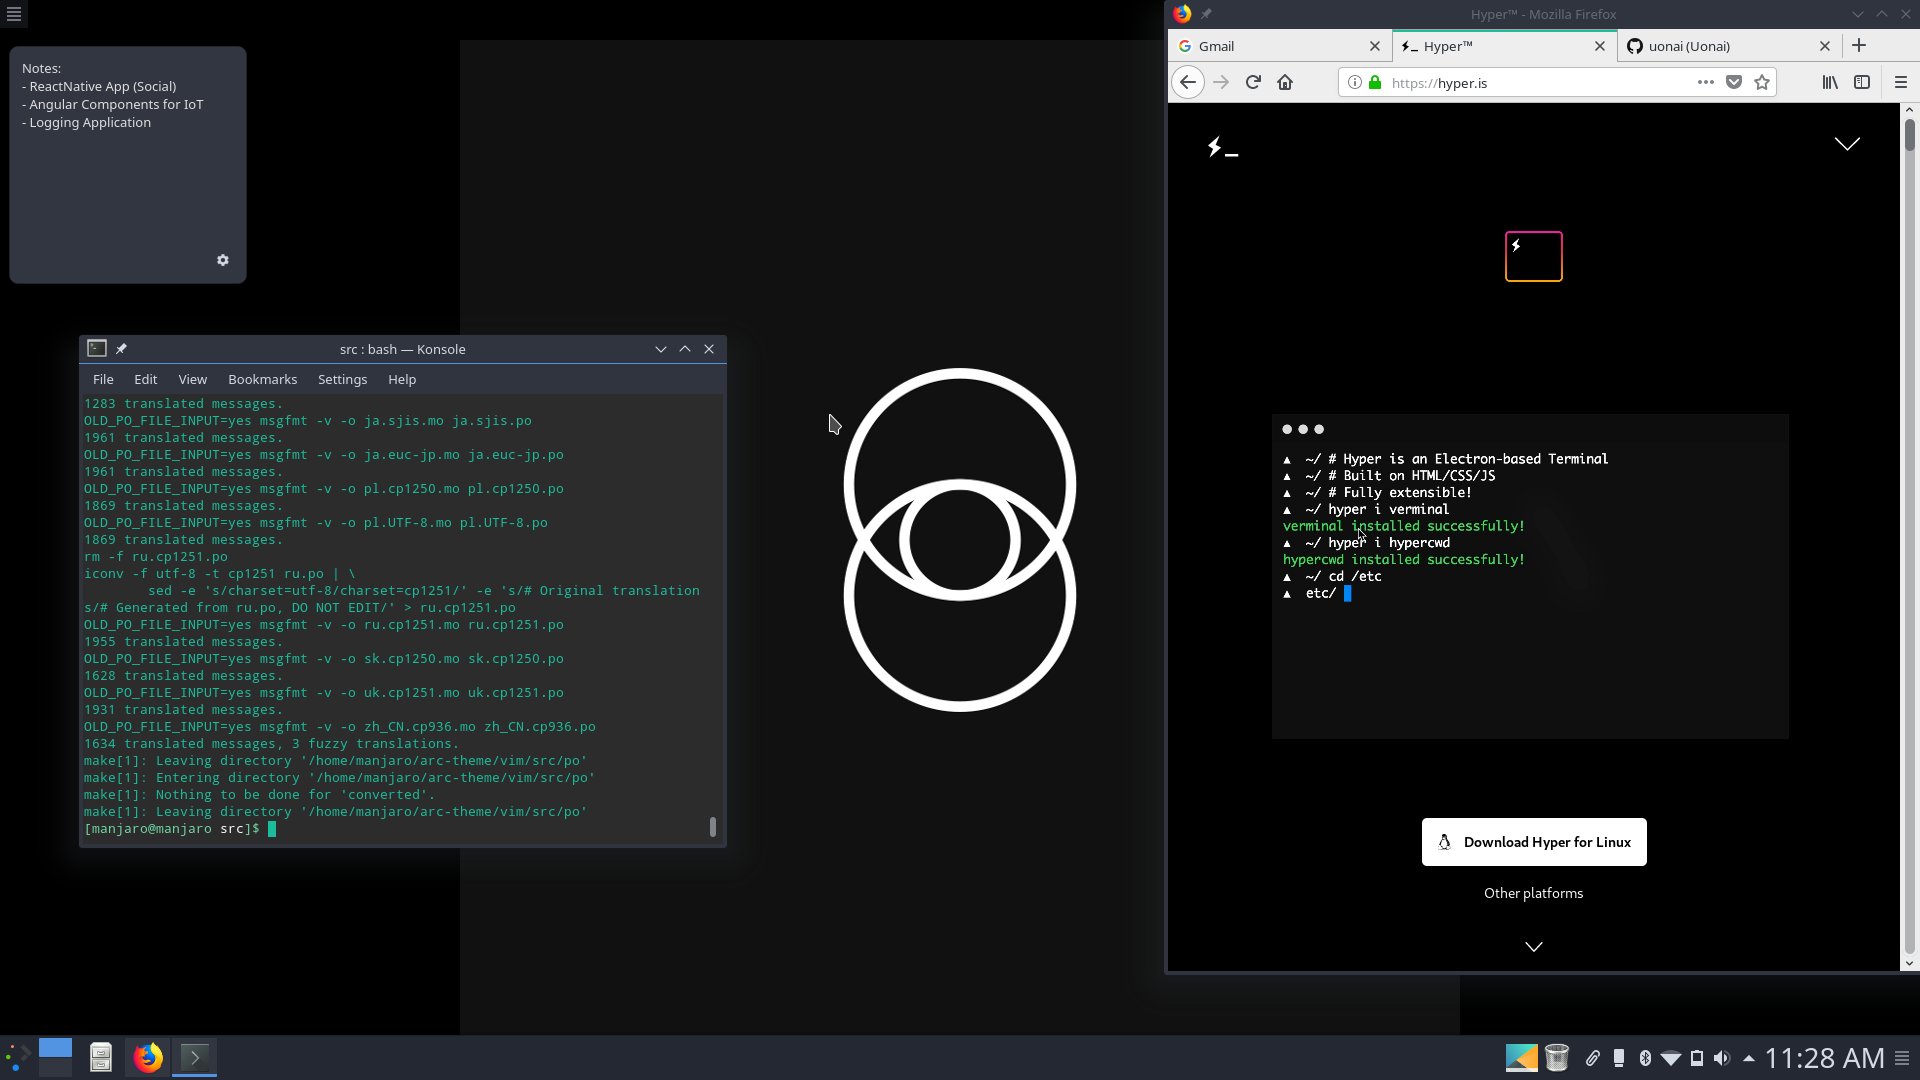 Notes:
- ReactNative App (Social)
- Angular Components for IoT
- Logging Application
src : bash — Konsole
File Edit View Bookmarks Settings Help
1283 translated messages.
OLD_PO_FILE_INPUT=yes msgfmt -v -o ja.sjis.mo ja.sjis.po
1961 translated messages.
OLD_PO_FILE_INPUT=yes msgfmt -v -o ja.euc-jp.mo ja.euc-jp.po
1961 translated messages.
OLD_PO_FILE_INPUT=yes msgfmt -v -o pl.cp1250.mo pl.cp1250.po
1869 translated messages.
OLD_PO_FILE_INPUT=yes msgfmt -v -o pl.UTF-8.mo pl.UTF-8.po
1869 translated messages.
rm -f ru.cp1251.po
iconv -f utf-8 -t cp1251 ru.po | \
sed -e 's/charset=utf-8/charset=cp1251/' -e 's/# Original translation
s/# Generated from ru.po, DO NOT EDIT/' > ru.cp1251.po
OLD_PO_FILE_INPUT=yes msgfmt -v -o ru.cp1251.mo ru.cp1251.po
1955 translated messages.
OLD_PO_FILE_INPUT=yes msgfmt -v -o sk.cp1250.mo sk.cp1250.po
1628 translated messages.
OLD_PO_FILE_INPUT=yes msgfmt -v -o uk.cp1251.mo uk.cp1251.po
1931 translated messages.
OLD_PO_FILE_INPUT=yes msgfmt -v -o zh_CN.cp936.mo zh_CN.cp936.po
1634 translated messages, 3 fuzzy translations.
make[1]: Leaving directory '/home/manjaro/arc-theme/vim/src/po'
make[1]: Entering directory '/home/manjaro/arc-theme/vim/src/po'
make[1]: Nothing to be done for 'converted'.
make[1]: Leaving directory '/home/manjaro/arc-theme/vim/src/po'
[manjaro@manjaro src]$
Hyper™ - Mozilla Firefox
Gmail
Hyper™
uonai (Uonai)
https://hyper.is
▲ ~/ # Hyper is an Electron-based Terminal
▲ ~/ # Built on HTML/CSS/JS
▲ ~/ # Fully extensible!
▲ ~/ hyper i verminal
verminal installed successfully!
▲ ~/ hyper i hypercwd
hypercwd installed successfully!
▲ ~/ cd /etc
▲ etc/
Download Hyper for Linux
Other platforms
11:28 AM